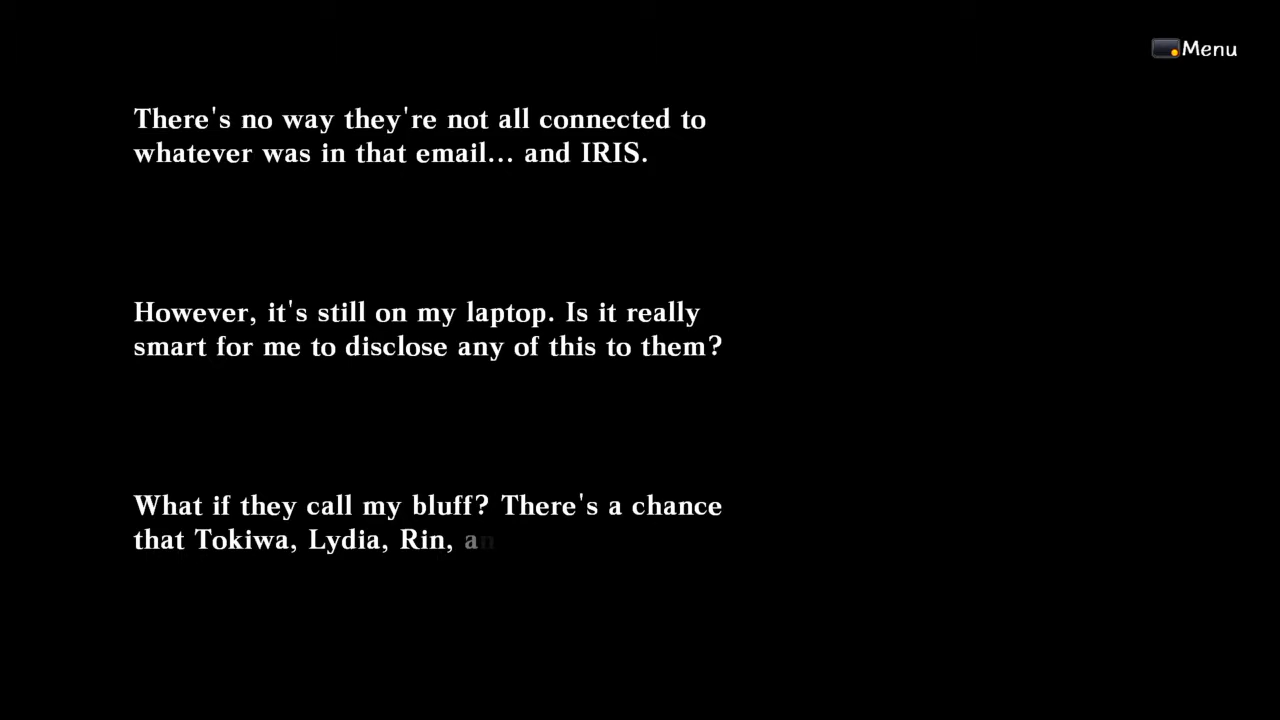 Menu
There's no way they're not all connected to
whatever was in that email... and IRIS.
However, it's still on my laptop. Is it really
smart for me to disclose any of this to them?
What if they call my bluff? There's a chance
that Tokiwa, Lydia, Rin, an